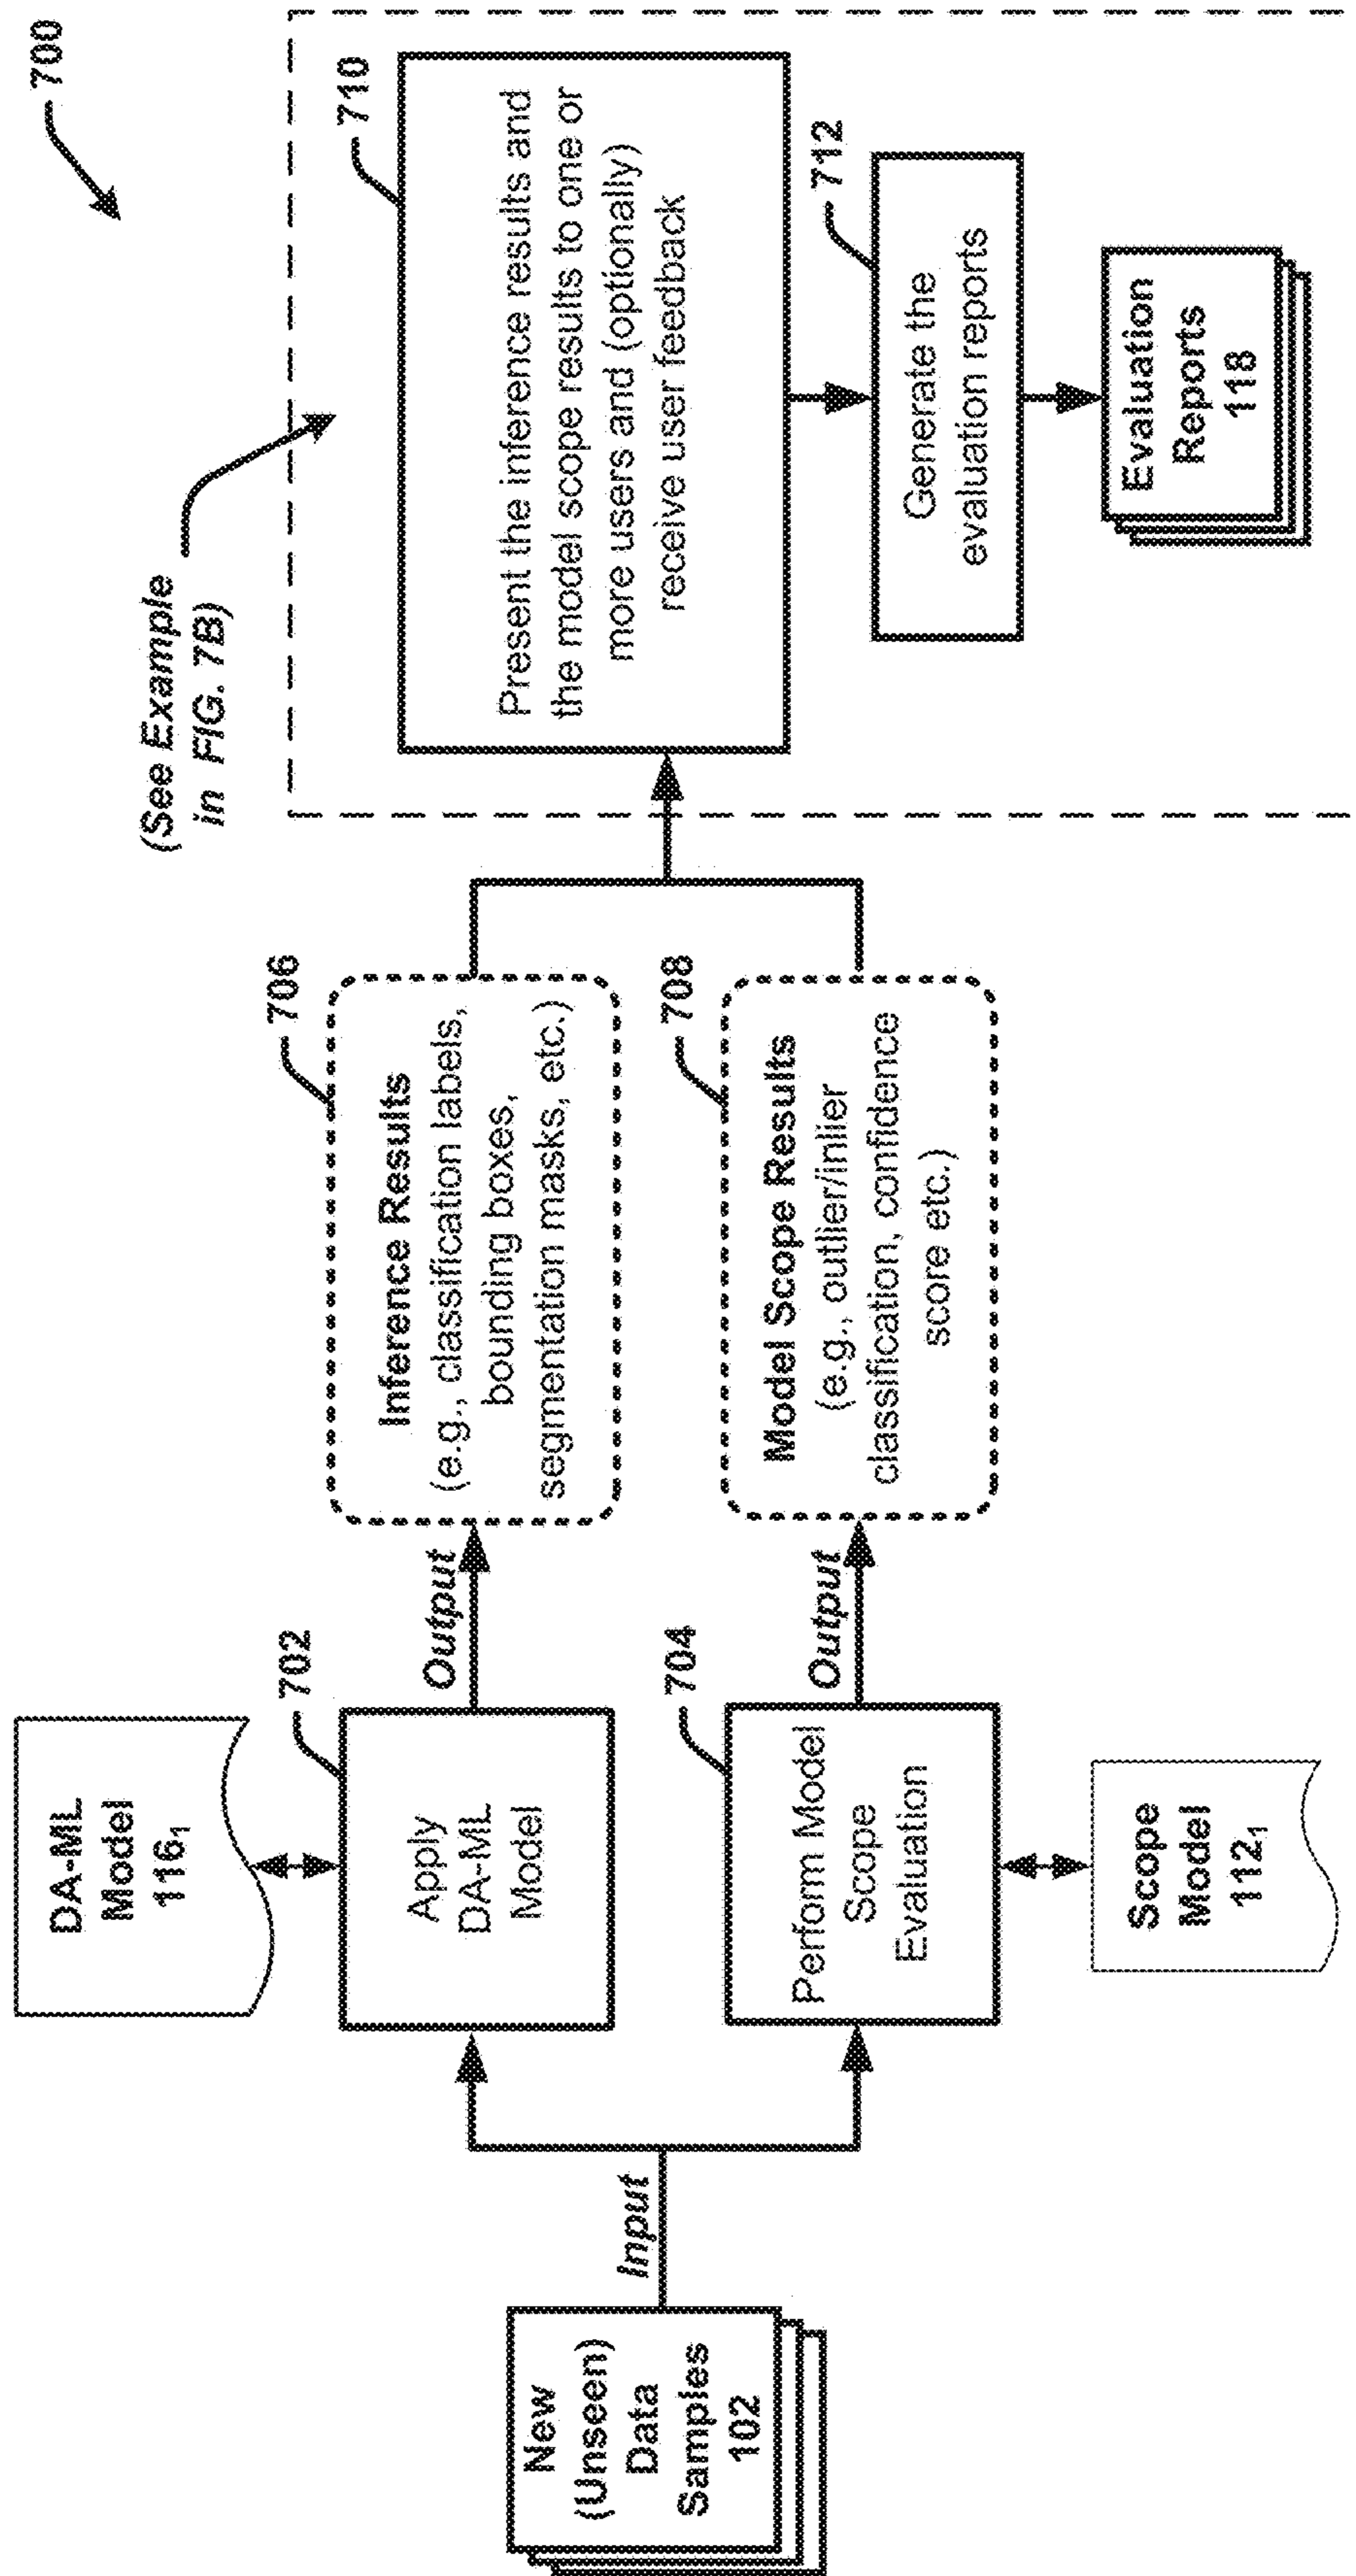 700
(See Example
in FIG. 7B)
DA-ML
Model
116₁
702
Apply
DA-ML
Model
Output
706
Inference Results
(e.g., classification labels,
bounding boxes,
segmentation masks, etc.)
710
Present the inference results and
the model scope results to one or
more users and (optionally)
receive user feedback
New
(Unseen)
Data
Samples
102
Input
704
Perform Model
Scope
Evaluation
Output
708
Model Scope Results
(e.g., outlier/inlier
classification, confidence
score etc.)
712
Generate the
evaluation reports
Scope
Model
112₁
Evaluation
Reports
118